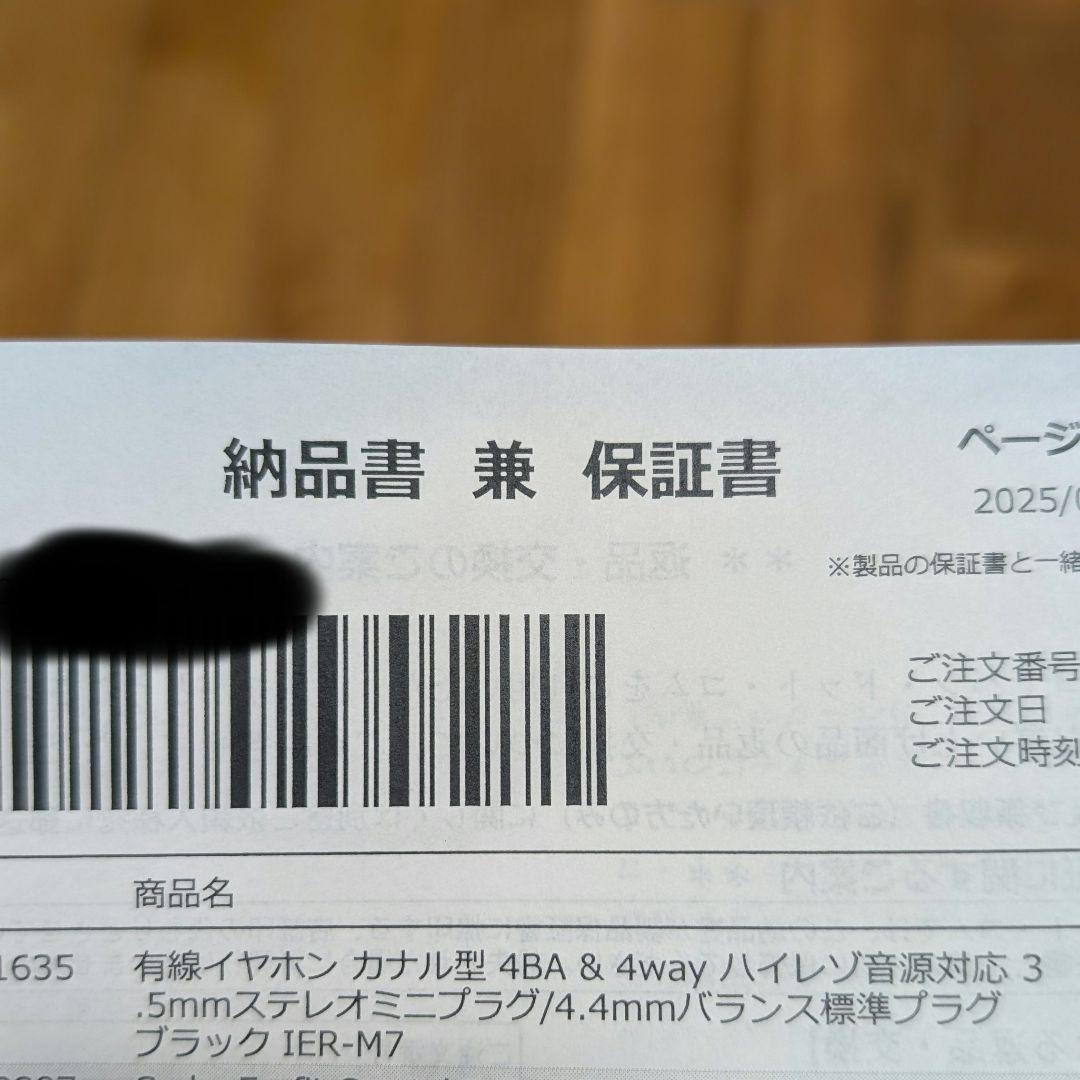 納品書 兼 保証書
ページ
2025/
※製品の保証書と一緒
ご注文番号
ご注文日
ご注文時刻
商品名
1635 有線イヤホン カナル型 4BA & 4way ハイレゾ音源対応 3
.5mmステレオミニプラグ/4.4mmバランス標準プラグ
ブラック IER-M7